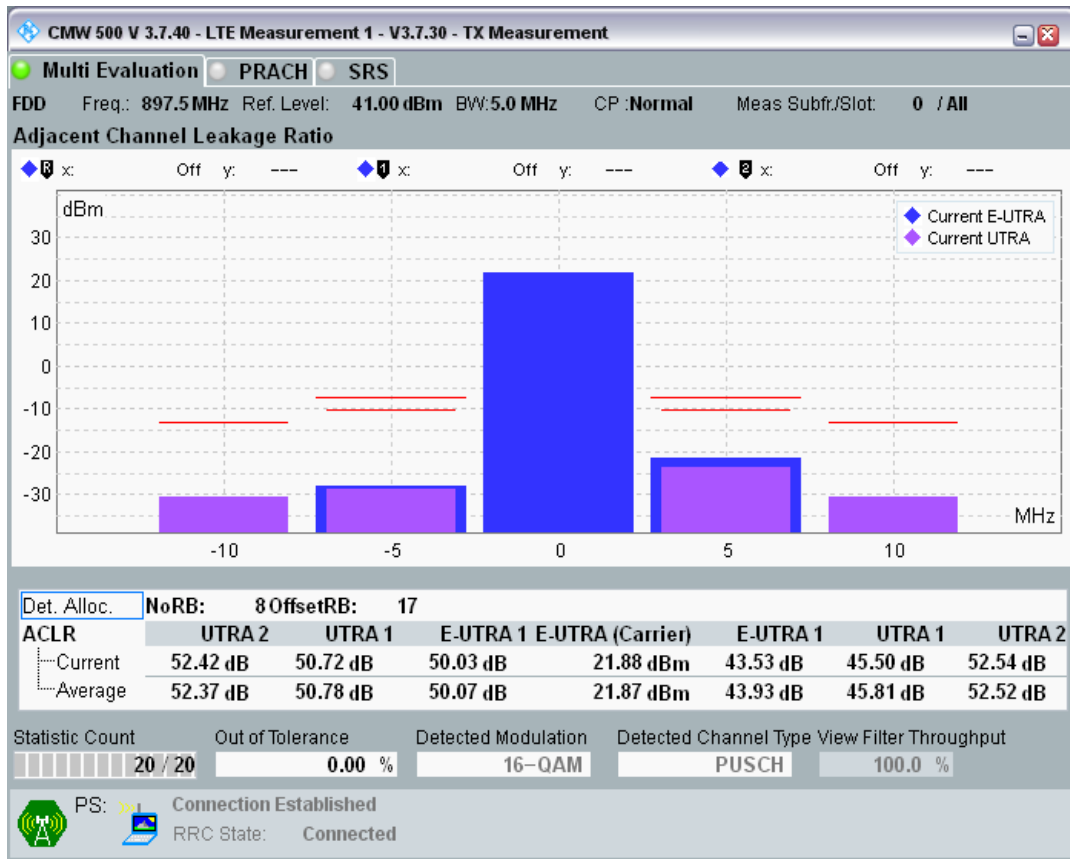 CMW 500 V 3.7.40 - LTE Measurement 1 - V3.7.30 - TX Measurement
Multi Evaluation PRACH SRS
FDD Freq.: 897.5 MHz Ref. Level: 41.00 dBm BW:5.0 MHz CP :Normal Meas Subfr./Slot: 0 / All
Adjacent Channel Leakage Ratio
R x: Off y: --- 1 x: Off y: --- 2 x: Off y: ---
dBm
Current E-UTRA
Current UTRA
30
20
10
0
-10
-20
-30
MHz
-10 -5 0 5 10
Det. Alloc. NoRB: 8 OffsetRB: 17
ACLR UTRA 2 UTRA 1 E-UTRA 1 E-UTRA (Carrier) E-UTRA 1 UTRA 1 UTRA 2
Current 52.42 dB 50.72 dB 50.03 dB 21.88 dBm 43.53 dB 45.50 dB 52.54 dB
Average 52.37 dB 50.78 dB 50.07 dB 21.87 dBm 43.93 dB 45.81 dB 52.52 dB
Statistic Count Out of Tolerance Detected Modulation Detected Channel Type View Filter Throughput
20 / 20 0.00 % 16-QAM PUSCH 100.0 %
PS: Connection Established
RRC State: Connected